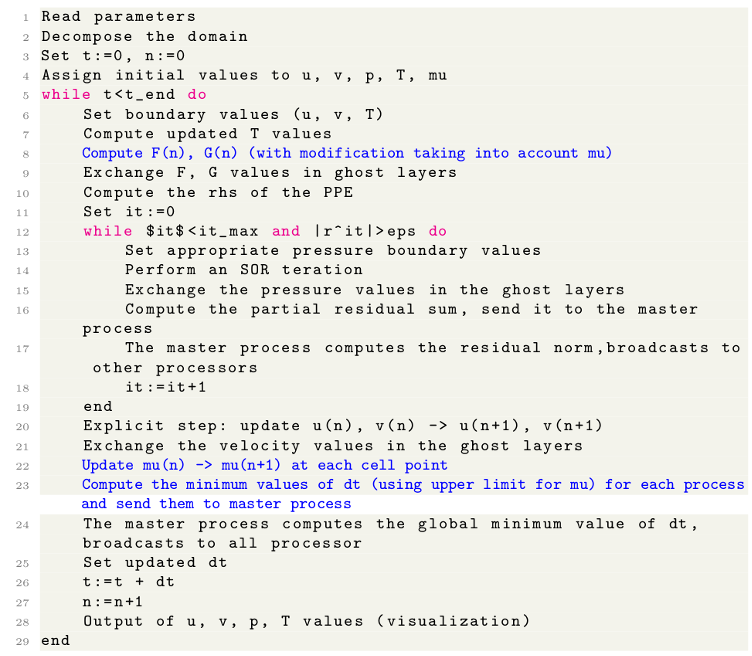 1 Read parameters
2 Decompose the domain
3 Set t:=0, n:=0
4 Assign initial values to u, v, p, T, mu
5 while t<t_end do
6 Set boundary values (u, v, T)
7 Compute updated T values
8 Compute F(n), G(n) (with modification taking into account mu)
9 Exchange F, G values in ghost layers
10 Compute the rhs of the PPE
11 Set it:=0
12 while $it$<it_max and |r^it|>eps do
13 Set appropriate pressure boundary values
14 Perform an SOR teration
15 Exchange the pressure values in the ghost layers
16 Compute the partial residual sum, send it to the master
process
17 The master process computes the residual norm,broadcasts to
other processors
18 it:=it+1
19 end
20 Explicit step: update u(n), v(n) -> u(n+1), v(n+1)
21 Exchange the velocity values in the ghost layers
22 Update mu(n) -> mu(n+1) at each cell point
23 Compute the minimum values of dt (using upper limit for mu) for each process
and send them to master process
24 The master process computes the global minimum value of dt,
broadcasts to all processor
25 Set updated dt
26 t:=t + dt
27 n:=n+1
28 Output of u, v, p, T values (visualization)
29 end